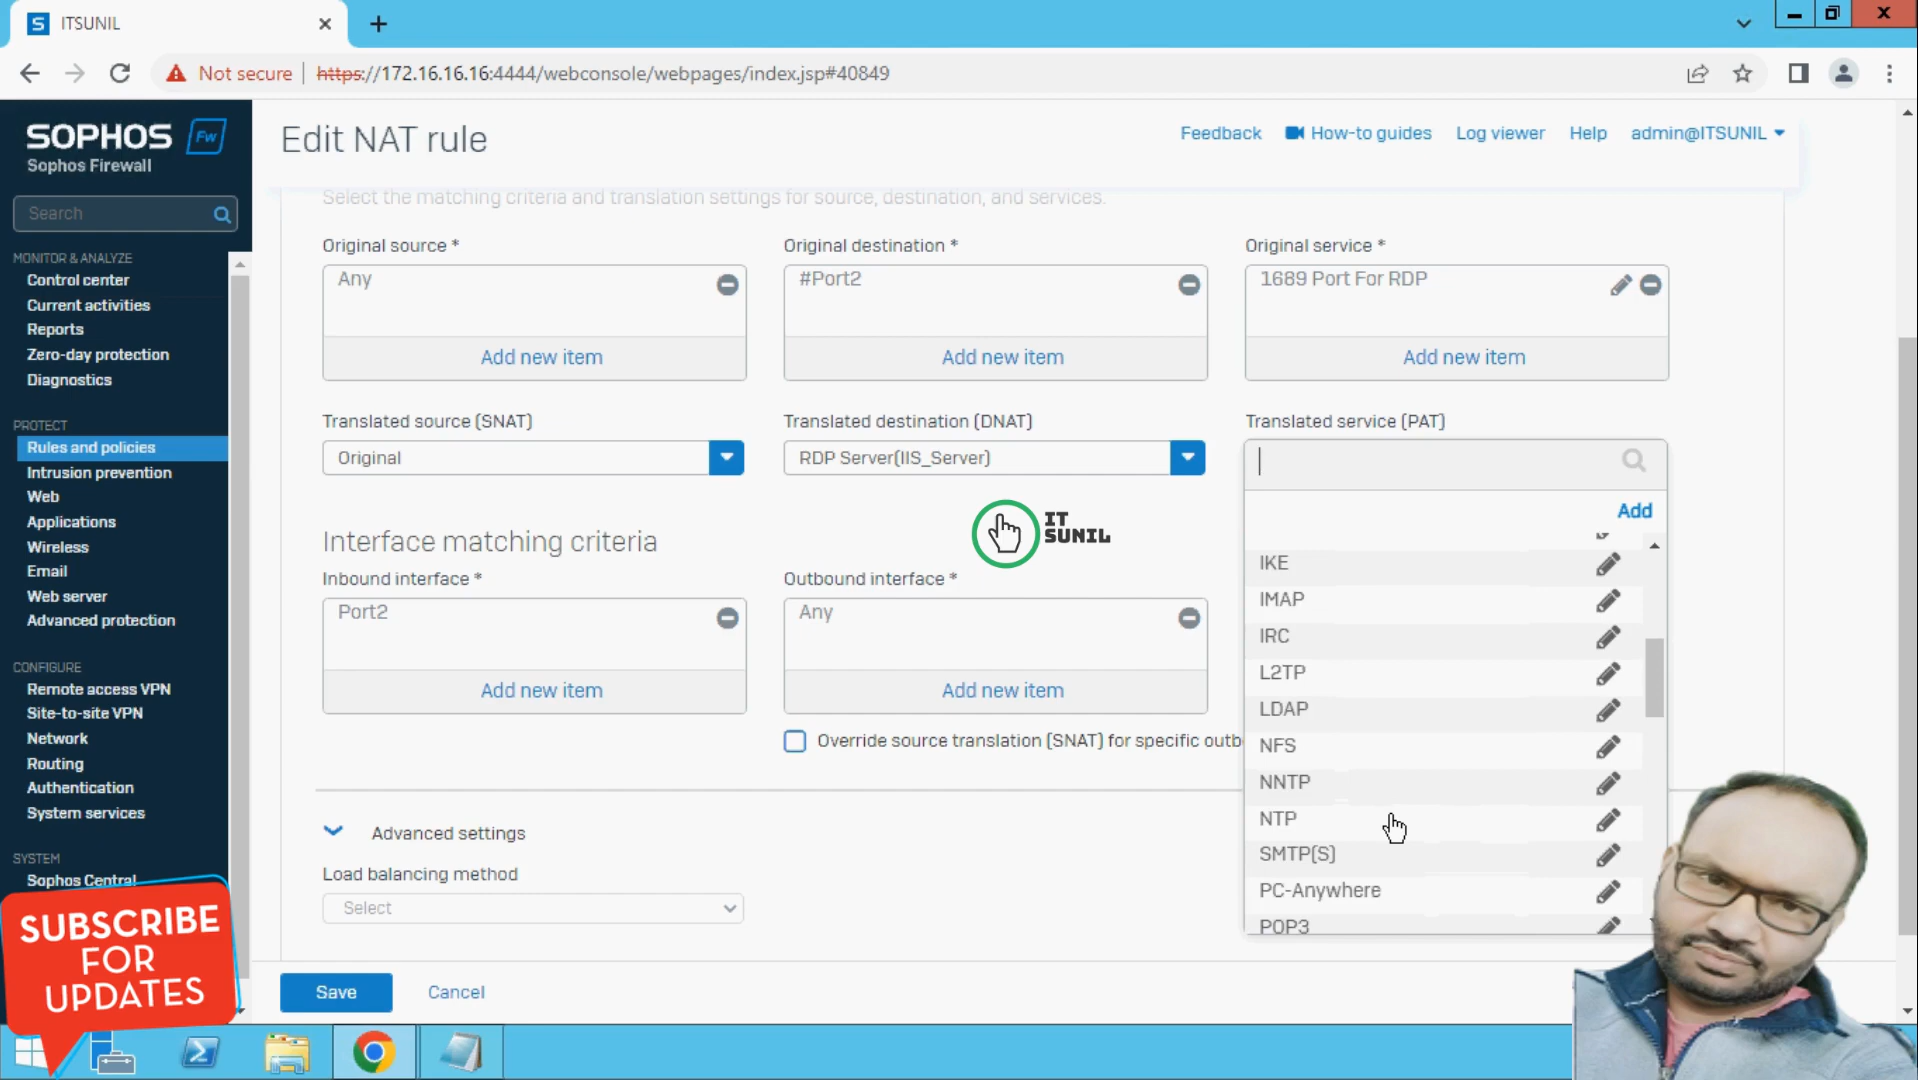 ITSUNIL
Not secure
https://172.16.16.16:4444/webconsole/webpages/index.jsp#40849
SOPHOS
Fw
Sophos Firewall
Search
MONITOR & ANALYZE
Control center
Current activities
Reports
Zero-day protection
Diagnostics
PROTECT
Rules and policies
Intrusion prevention
Web
Applications
Wireless
Email
Web server
Advanced protection
CONFIGURE
Remote access VPN
Site-to-site VPN
Network
Routing
Authentication
System services
SYSTEM
Sophos Central
SUBSCRIBE
FOR
UPDATES
Edit NAT rule
Feedback
How-to guides
Log viewer
Help
admin@ITSUNIL
Select the matching criteria and translation settings for source, destination, and services.
Original source *
Any
Add new item
Original destination *
#Port2
Add new item
Original service *
1689 Port For RDP
Add new item
Translated source (SNAT)
Original
Translated destination (DNAT)
RDP Server(IIS_Server)
Translated service (PAT)
Add
IKE
IMAP
IRC
L2TP
LDAP
NFS
NNTP
NTP
SMTP(S)
PC-Anywhere
POP3
IT
SUNIL
Interface matching criteria
Inbound interface *
Port2
Add new item
Outbound interface *
Any
Add new item
Override source translation (SNAT) for specific outb
Advanced settings
Load balancing method
Select
Save
Cancel